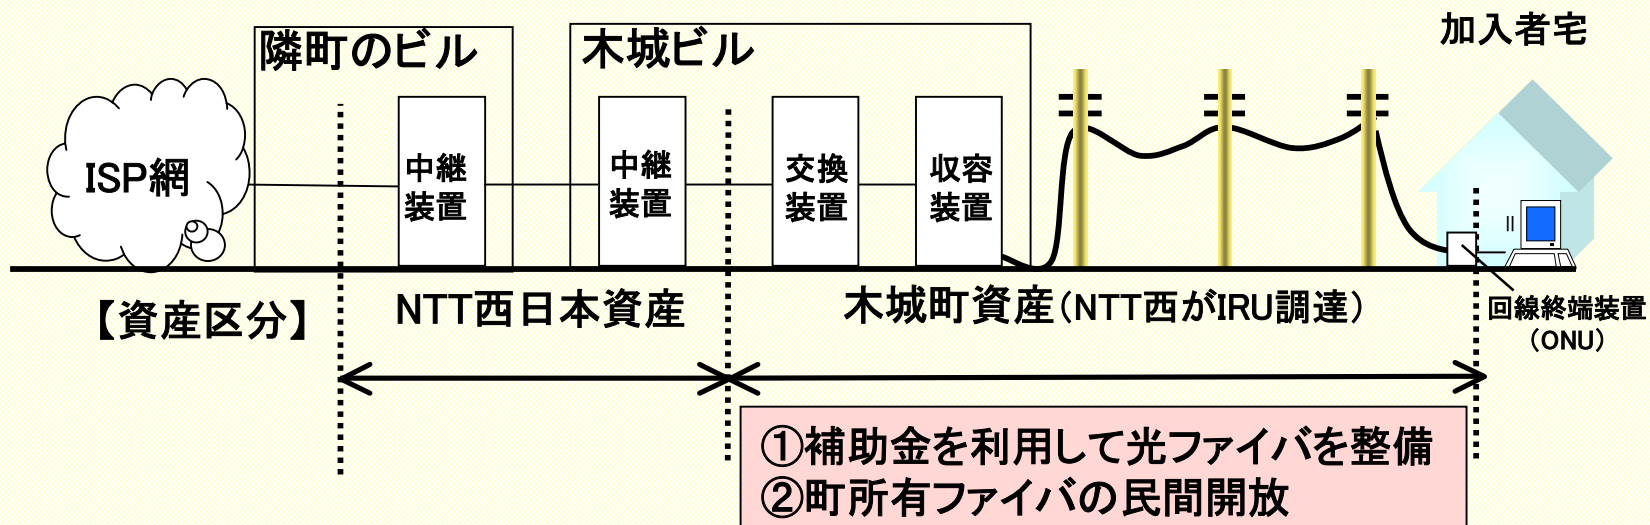 加入者宅
隣町のビル
木城ビル
ISP網
中継
装置
中継
装置
交換
装置
収容
装置
【資産区分】
NTT西日本資産
木城町資産(NTT西がIRU調達)
回線終端装置
(ONU)
①補助金を利用して光ファイバを整備
②町所有ファイバの民間開放